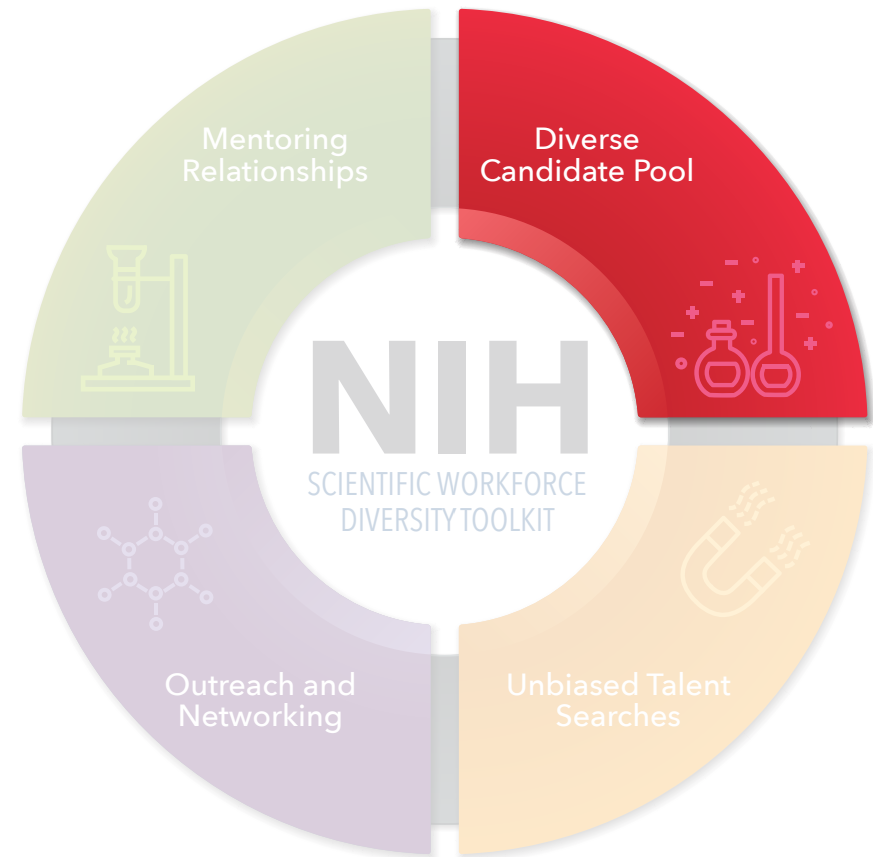 Mentoring
Relationships
Diverse
Candidate Pool
NIH
SCIENTIFIC WORKFORCE
DIVERSITY TOOLKIT
Outreach and
Networking
Unbiased Talent
Searches